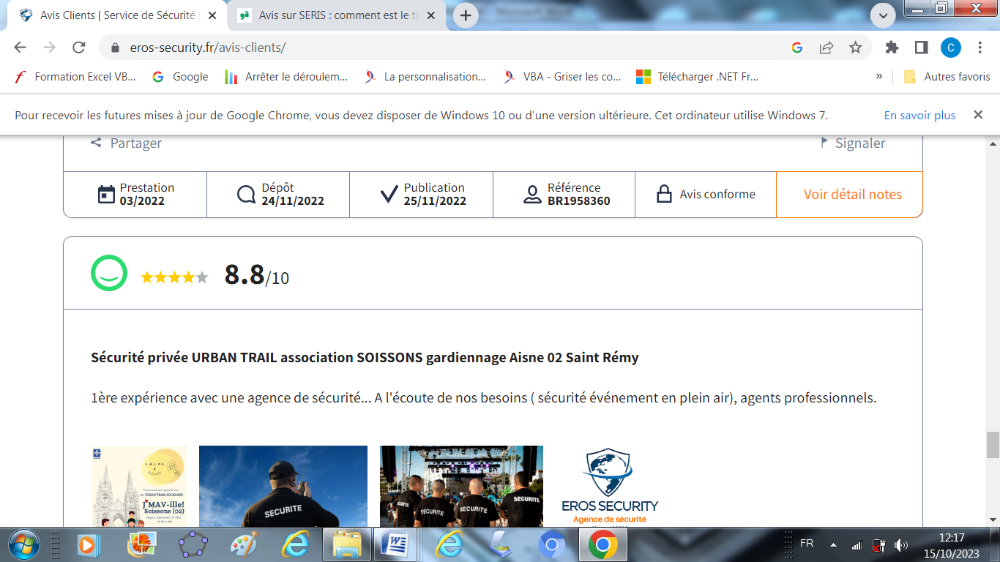 Avis Clients | Service de Sécurité
Avis sur SERIS : comment est le t
eros-security.fr/avis-clients/
C
Formation Excel VB...
Google
Arrêter le déroulem...
La personnalisation...
VBA - Griser les co...
Télécharger .NET Fr...
»
Autres favoris
Pour recevoir les futures mises à jour de Google Chrome, vous devez disposer de Windows 10 ou d'une version ultérieure. Cet ordinateur utilise Windows 7.
En savoir plus
Partager
Signaler
Prestation
03/2022
Dépôt
24/11/2022
Publication
25/11/2022
Référence
BR1958360
Avis conforme
Voir détail notes
8.8/10
Sécurité privée URBAN TRAIL association SOISSONS gardiennage Aisne 02 Saint Rémy
1ère expérience avec une agence de sécurité... A l'écoute de nos besoins ( sécurité événement en plein air), agents professionnels.
URBAN TRAIL SOLIDAIRE
J'MAV-ille!
Soissons (02)
SECURITE
SECURITE
SECURITE
SECURITE
SECURITE
EROS SECURITY
Agence de sécurité
FR
12:17
15/10/2023